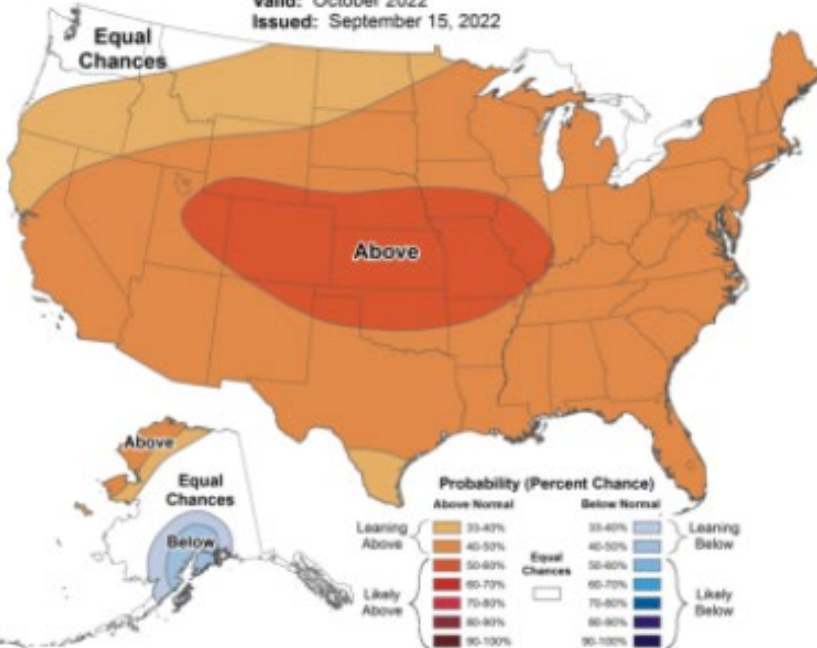 Valid: October 2022
Issued: September 15, 2022
Equal
Chances
Above
Above
Equal
Chances
Below
Probability (Percent Chance)
Above Normal
Below Normal
Leaning
Above
33-40%
40-50%
Likely
Above
50-60%
60-70%
70-80%
80-90%
90-100%
Equal
Chances
33-40%
40-50%
Leaning
Below
50-60%
60-70%
70-80%
80-90%
90-100%
Likely
Below